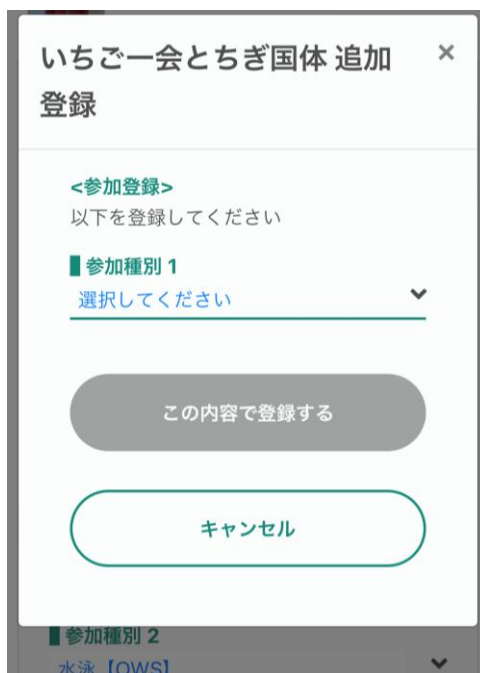 いちご一会とちぎ国体 追加
登録
×
<参加登録>
以下を登録してください
参加種別 1
選択してください
この内容で登録する
キャンセル
参加種別 2
水泳【OWS】